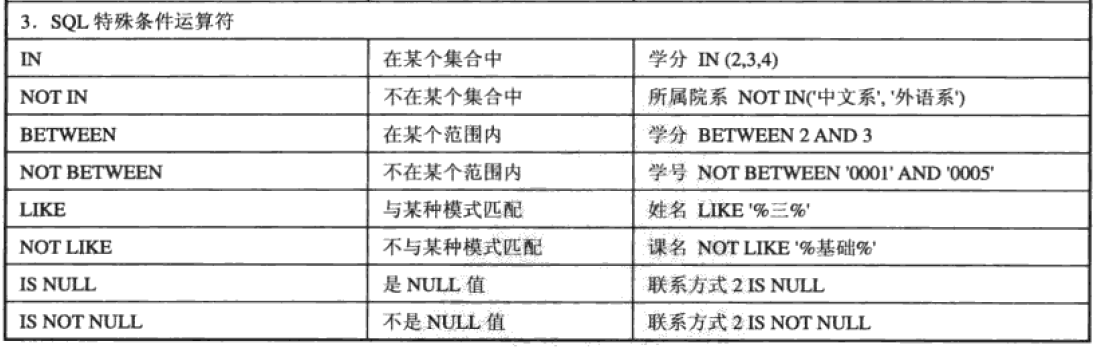 3．SQL 特殊条件运算符
IN 在某个集合中 学分 IN (2,3,4)
NOT IN 不在某个集合中 所属院系 NOT IN('中文系', '外语系')
BETWEEN 在某个范围内 学分 BETWEEN 2 AND 3
NOT BETWEEN 不在某个范围内 学号 NOT BETWEEN '0001' AND '0005'
LIKE 与某种模式匹配 姓名 LIKE '%三%'
NOT LIKE 不与某种模式匹配 课名 NOT LIKE '%基础%'
IS NULL 是 NULL 值 联系方式 2 IS NULL
IS NOT NULL 不是 NULL 值 联系方式 2 IS NOT NULL